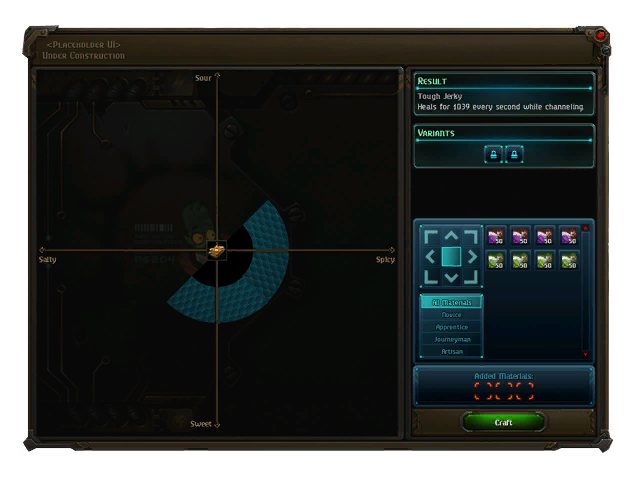 <Placeholder UI>
Under Construction
Sour
Salty
Spicy
Sweet
Result
Tough Jerky
Heals for 1039 every second while channeling.
Variants
50 50 50 50
50 50 50 50
All Materials
Novice
Apprentice
Journeyman
Artisan
Added Materials:
Craft